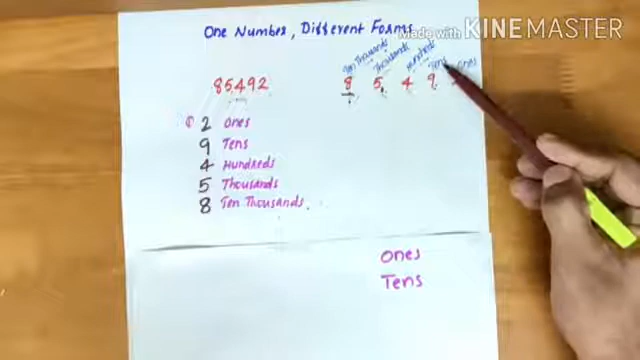 Made with KINEMASTER
One Number, Different Forms
Ten Thousands Thousands Hundreds Tens Ones
85492 8 5 4 9
2 Ones
9 Tens
4 Hundreds
5 Thousands
8 Ten Thousands
Ones
Tens